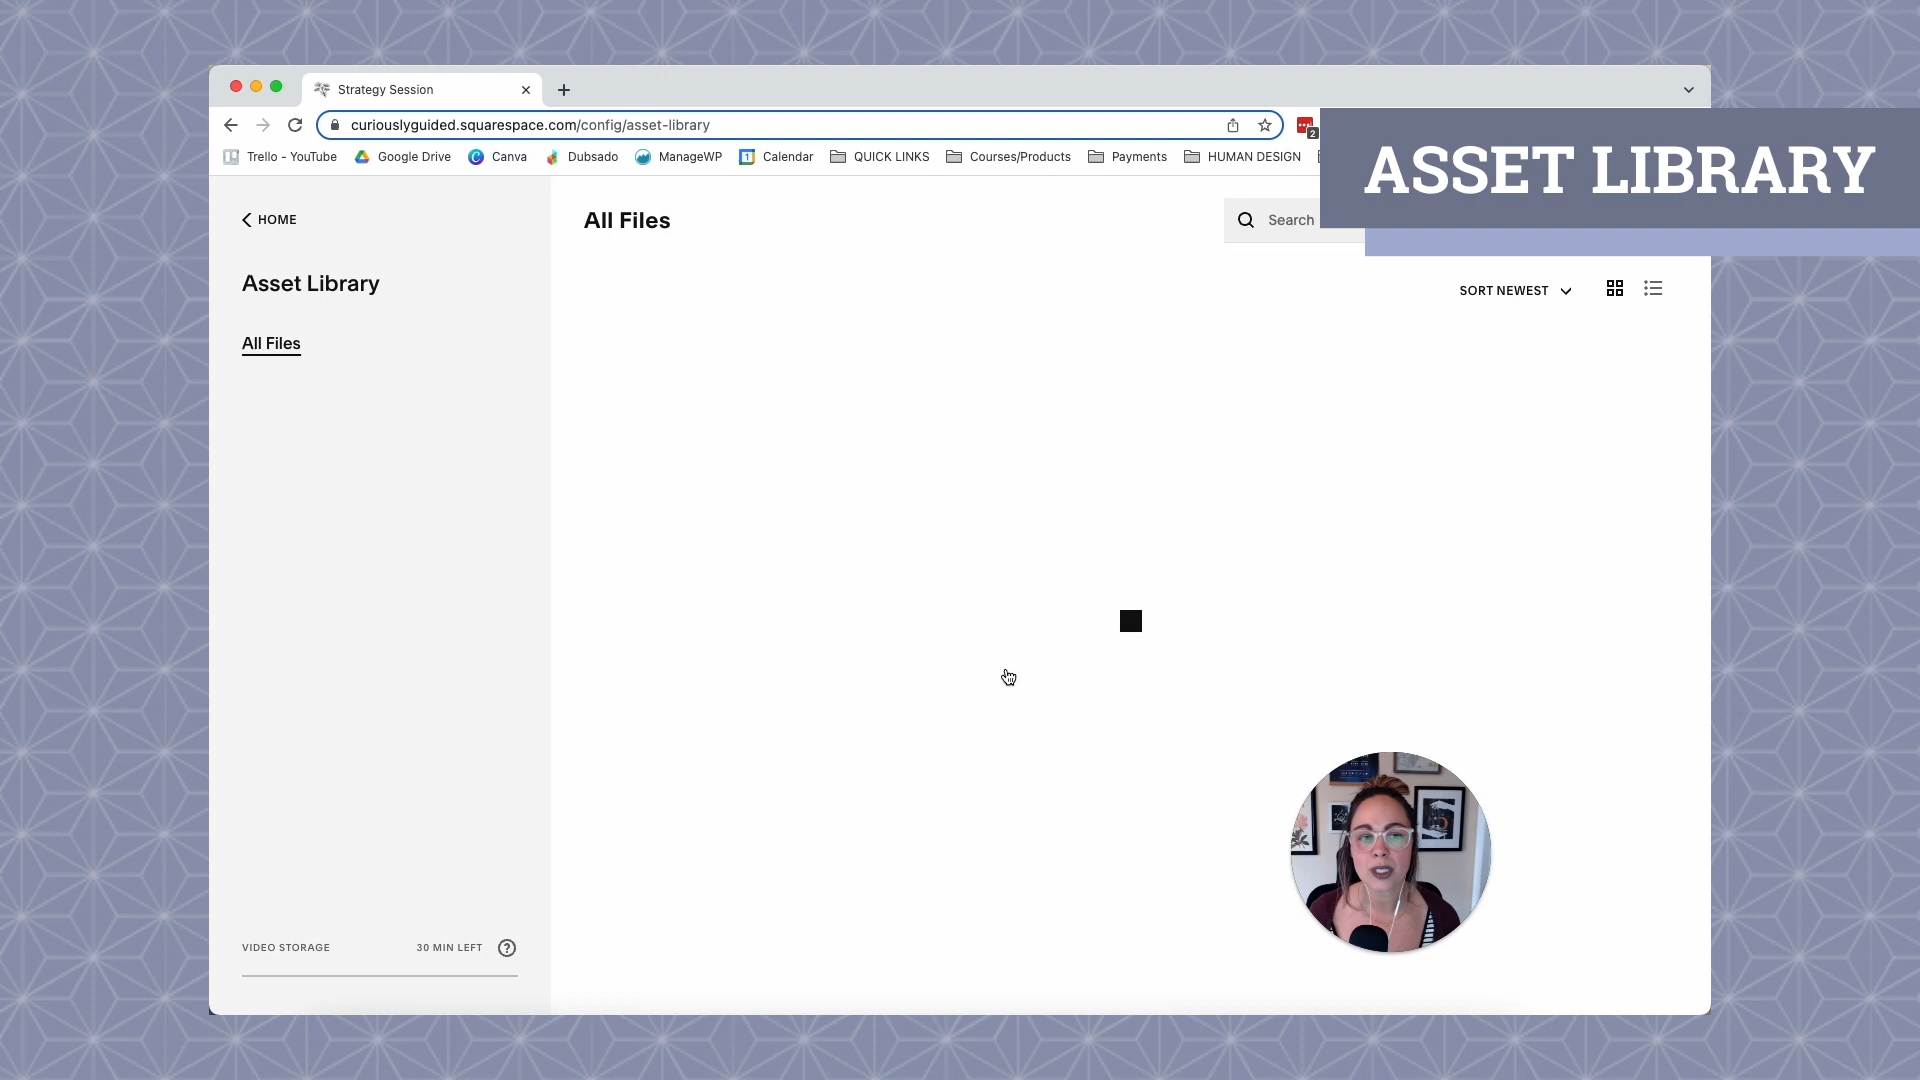 Strategy Session
curiouslyguided.squarespace.com/config/asset-library
2
Trello - YouTube Google Drive Canva Dubsado ManageWP 1 Calendar QUICK LINKS Courses/Products Payments HUMAN DESIGN
ASSET LIBRARY
HOME
All Files
Search
Asset Library
SORT NEWEST
All Files
VIDEO STORAGE 30 MIN LEFT ?